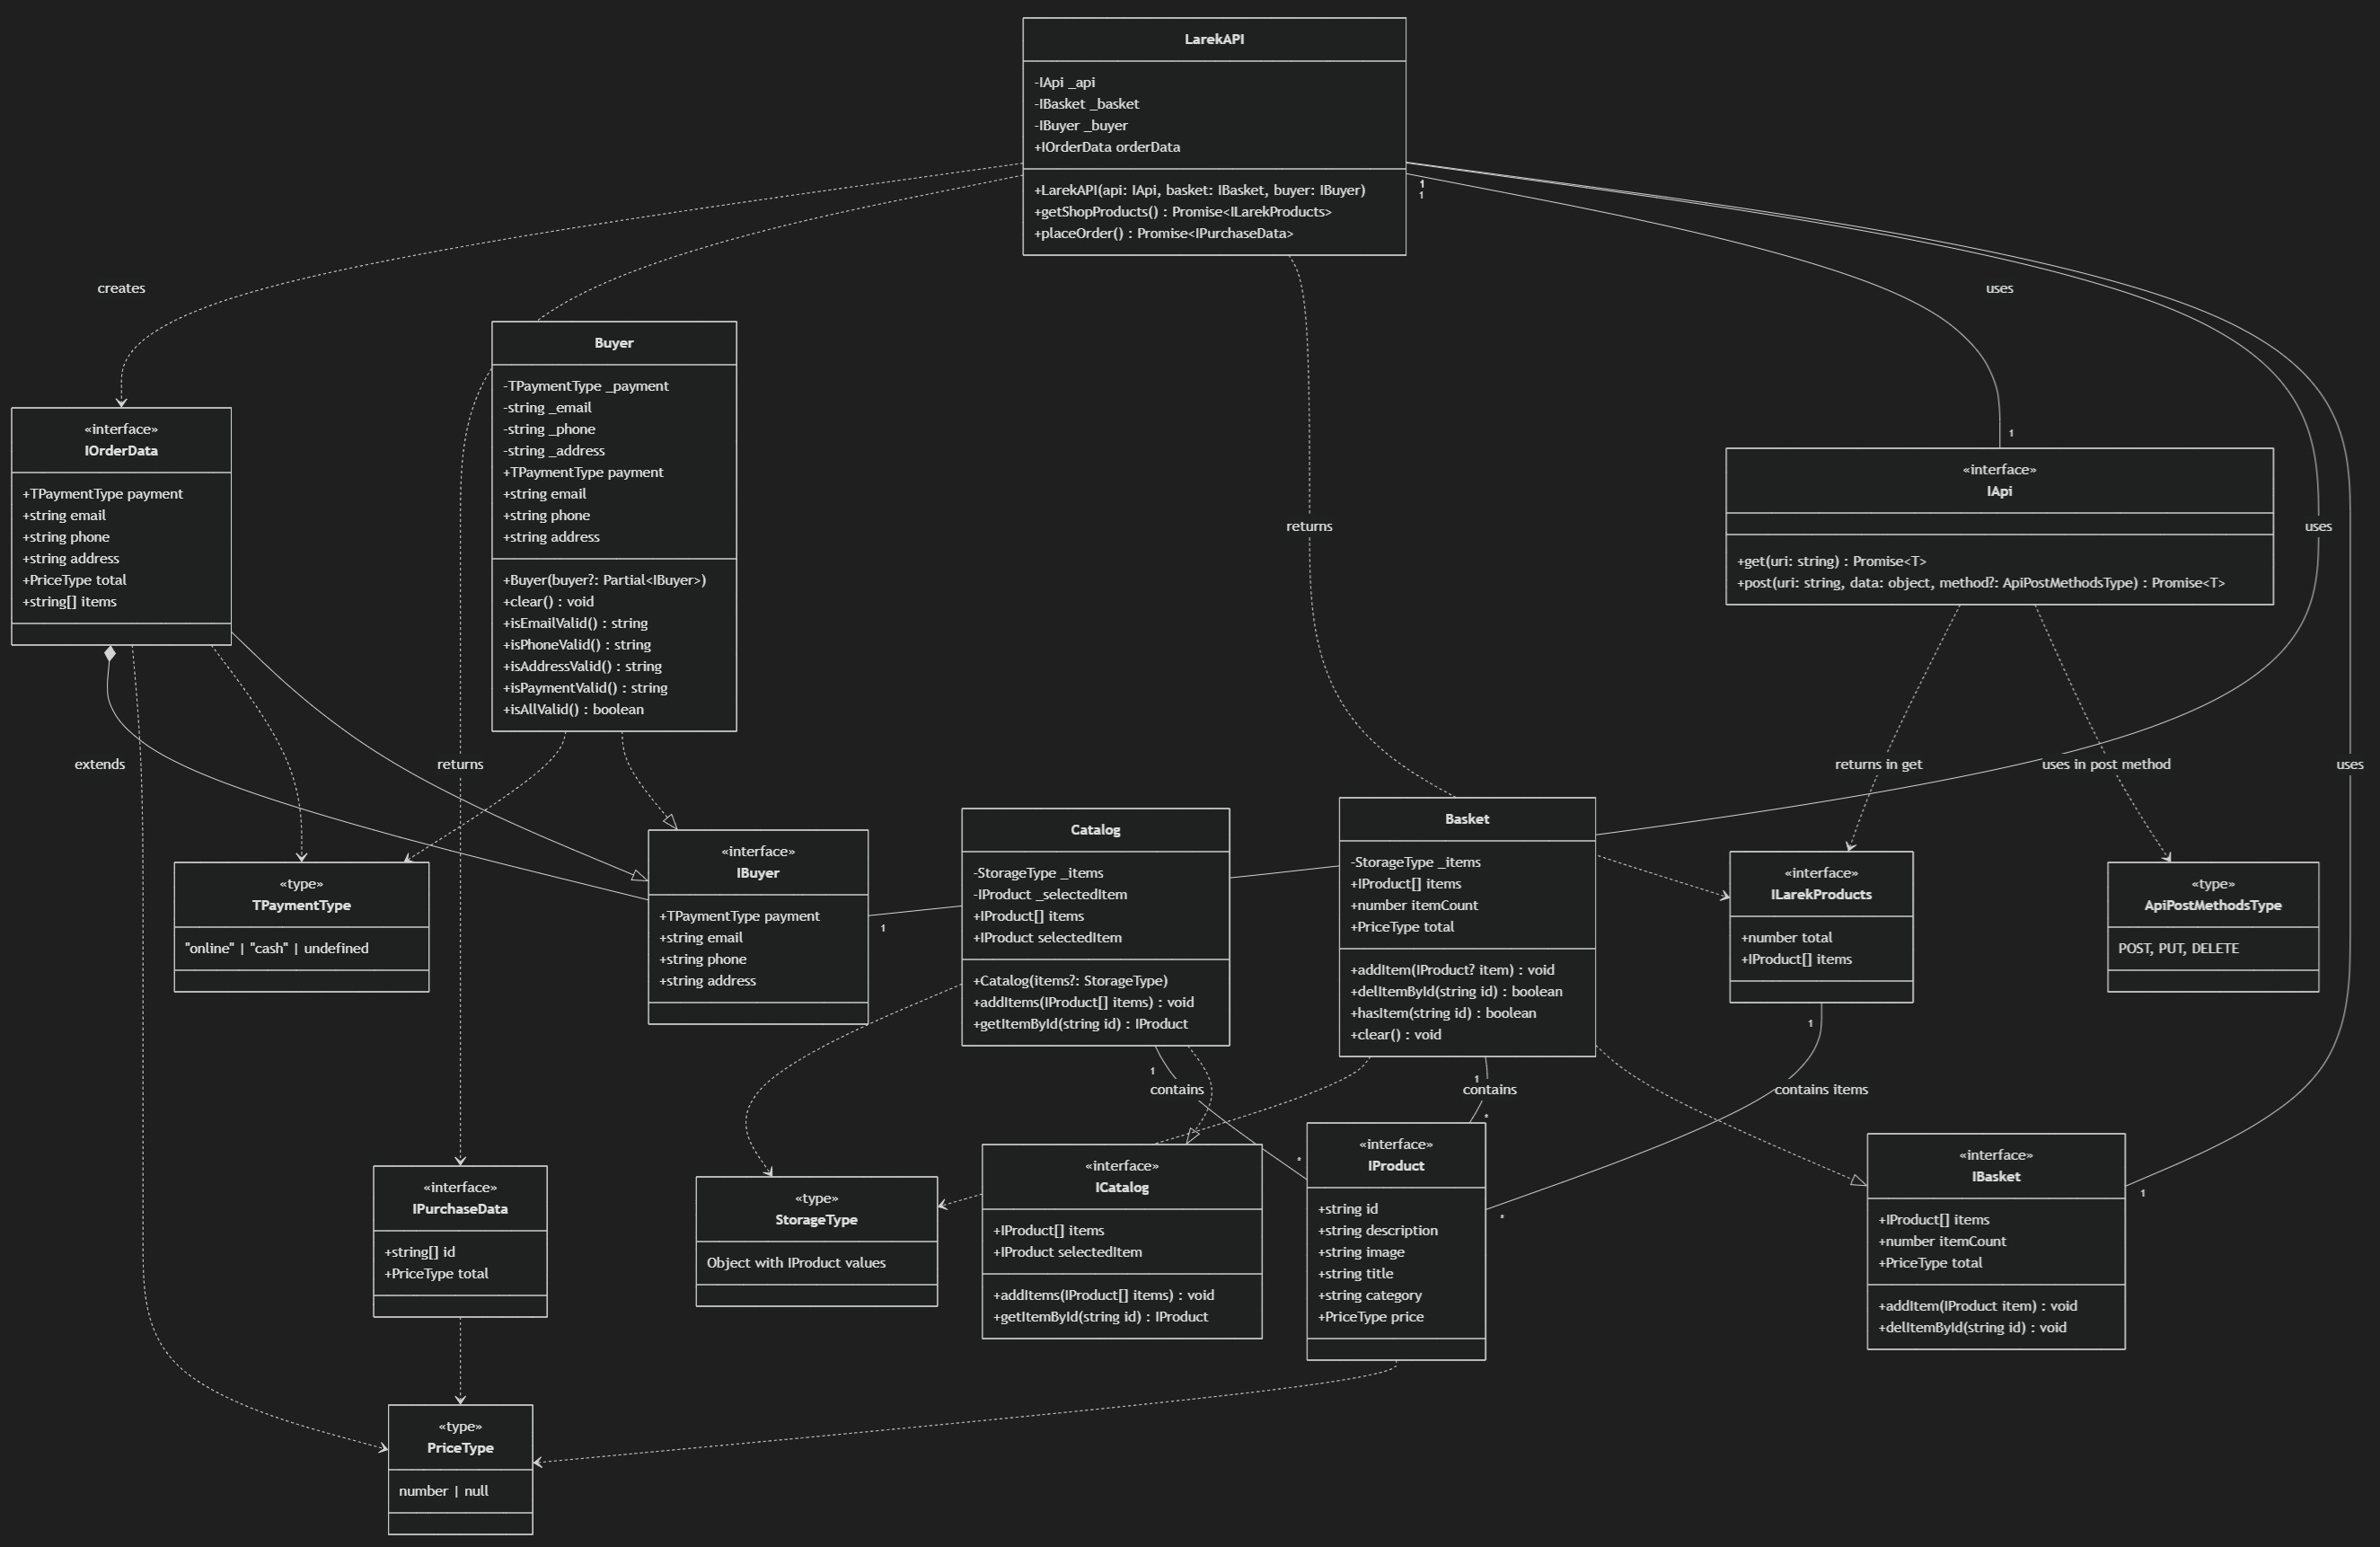 LarekAPI
-IApi _api
-IBasket _basket
-IBuyer _buyer
+IOrderData orderData
+LarekAPI(api: IApi, basket: IBasket, buyer: IBuyer)
+getShopProducts() : Promise<ILarekProducts>
+placeOrder() : Promise<IPurchaseData>
1
1
creates
uses
Buyer
-TPaymentType _payment
-string _email
-string _phone
-string _address
+TPaymentType payment
+string email
+string phone
+string address
+Buyer(buyer?: Partial<IBuyer>)
+clear() : void
+isEmailValid() : string
+isPhoneValid() : string
+isAddressValid() : string
+isPaymentValid() : string
+isAllValid() : boolean
«interface»
IOrderData
+TPaymentType payment
+string email
+string phone
+string address
+PriceType total
+string[] items
returns
1
«interface»
IApi
+get(uri: string) : Promise<T>
+post(uri: string, data: object, method?: ApiPostMethodsType) : Promise<T>
uses
extends
returns
returns in get
uses in post method
uses
«type»
TPaymentType
"online" | "cash" | undefined
«interface»
IBuyer
+TPaymentType payment
+string email
+string phone
+string address
1
Catalog
-StorageType _items
-IProduct _selectedItem
+IProduct[] items
+IProduct selectedItem
+Catalog(items?: StorageType)
+addItems(IProduct[] items) : void
+getItemById(string id) : IProduct
Basket
-StorageType _items
+IProduct[] items
+number itemCount
+PriceType total
+addItem(IProduct? item) : void
+delItemById(string id) : boolean
+hasItem(string id) : boolean
+clear() : void
«interface»
ILarekProducts
+number total
+IProduct[] items
«type»
ApiPostMethodsType
POST, PUT, DELETE
1
contains
1
contains
1
contains items
*
*
*
1
«interface»
IPurchaseData
+string[] id
+PriceType total
«type»
StorageType
Object with IProduct values
«interface»
ICatalog
+IProduct[] items
+IProduct selectedItem
+addItems(IProduct[] items) : void
+getItemById(string id) : IProduct
«interface»
IProduct
+string id
+string description
+string image
+string title
+string category
+PriceType price
«interface»
IBasket
+IProduct[] items
+number itemCount
+PriceType total
+addItem(IProduct item) : void
+delItemById(string id) : void
«type»
PriceType
number | null